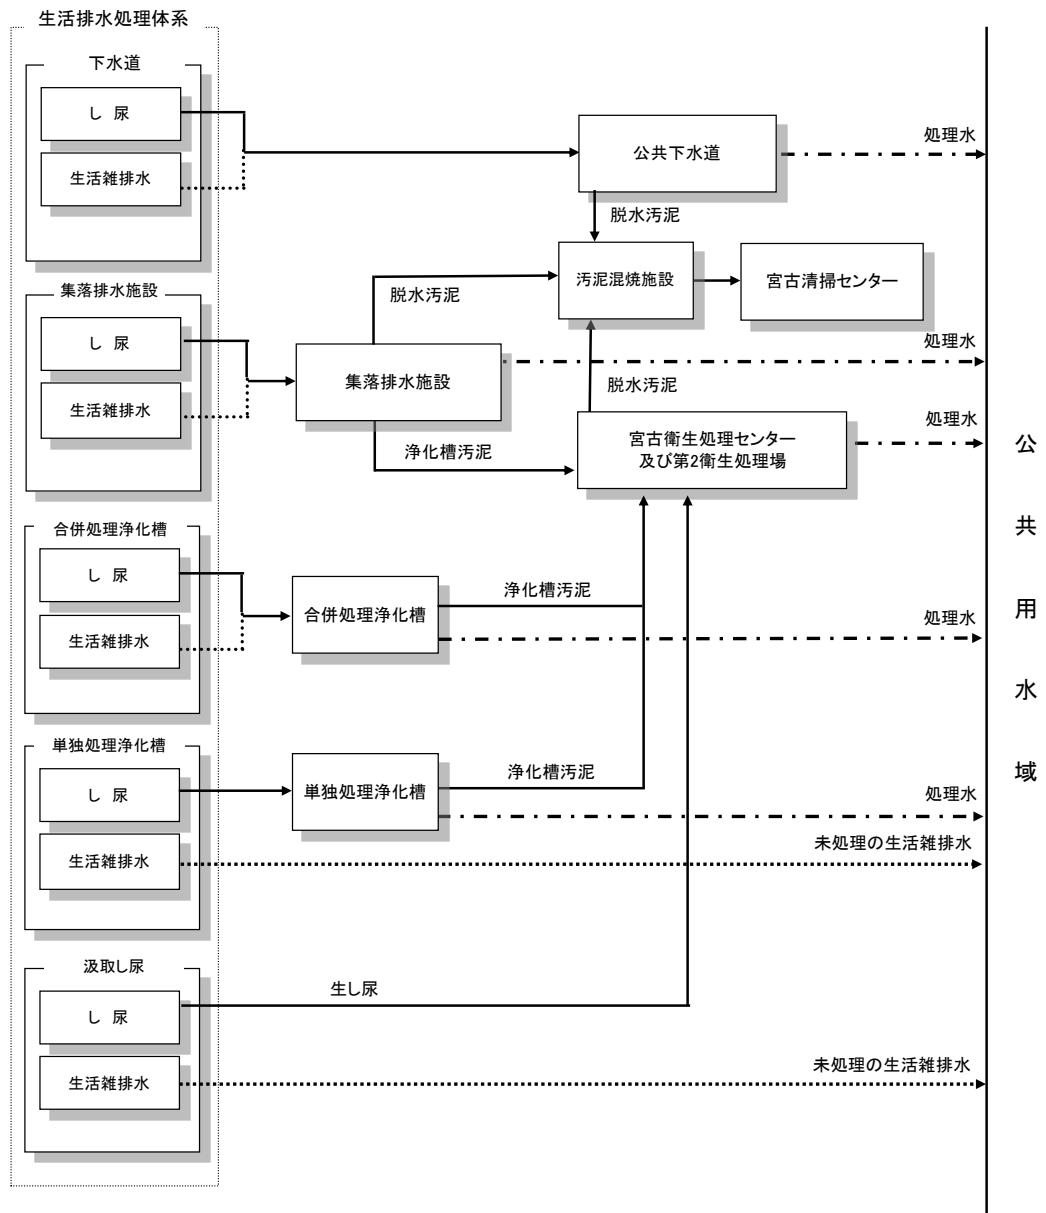 生活排水処理体系
下水道
し 尿
生活雑排水
公共下水道
処理水
脱水汚泥
汚泥混焼施設
宮古清掃センター
集落排水施設
し 尿
生活雑排水
脱水汚泥
集落排水施設
処理水
脱水汚泥
浄化槽汚泥
宮古衛生処理センター
及び第2衛生処理場
処理水
合併処理浄化槽
し 尿
生活雑排水
合併処理浄化槽
浄化槽汚泥
処理水
単独処理浄化槽
し 尿
生活雑排水
単独処理浄化槽
浄化槽汚泥
処理水
未処理の生活雑排水
汲取し尿
し 尿
生活雑排水
生し尿
未処理の生活雑排水
公共用水域